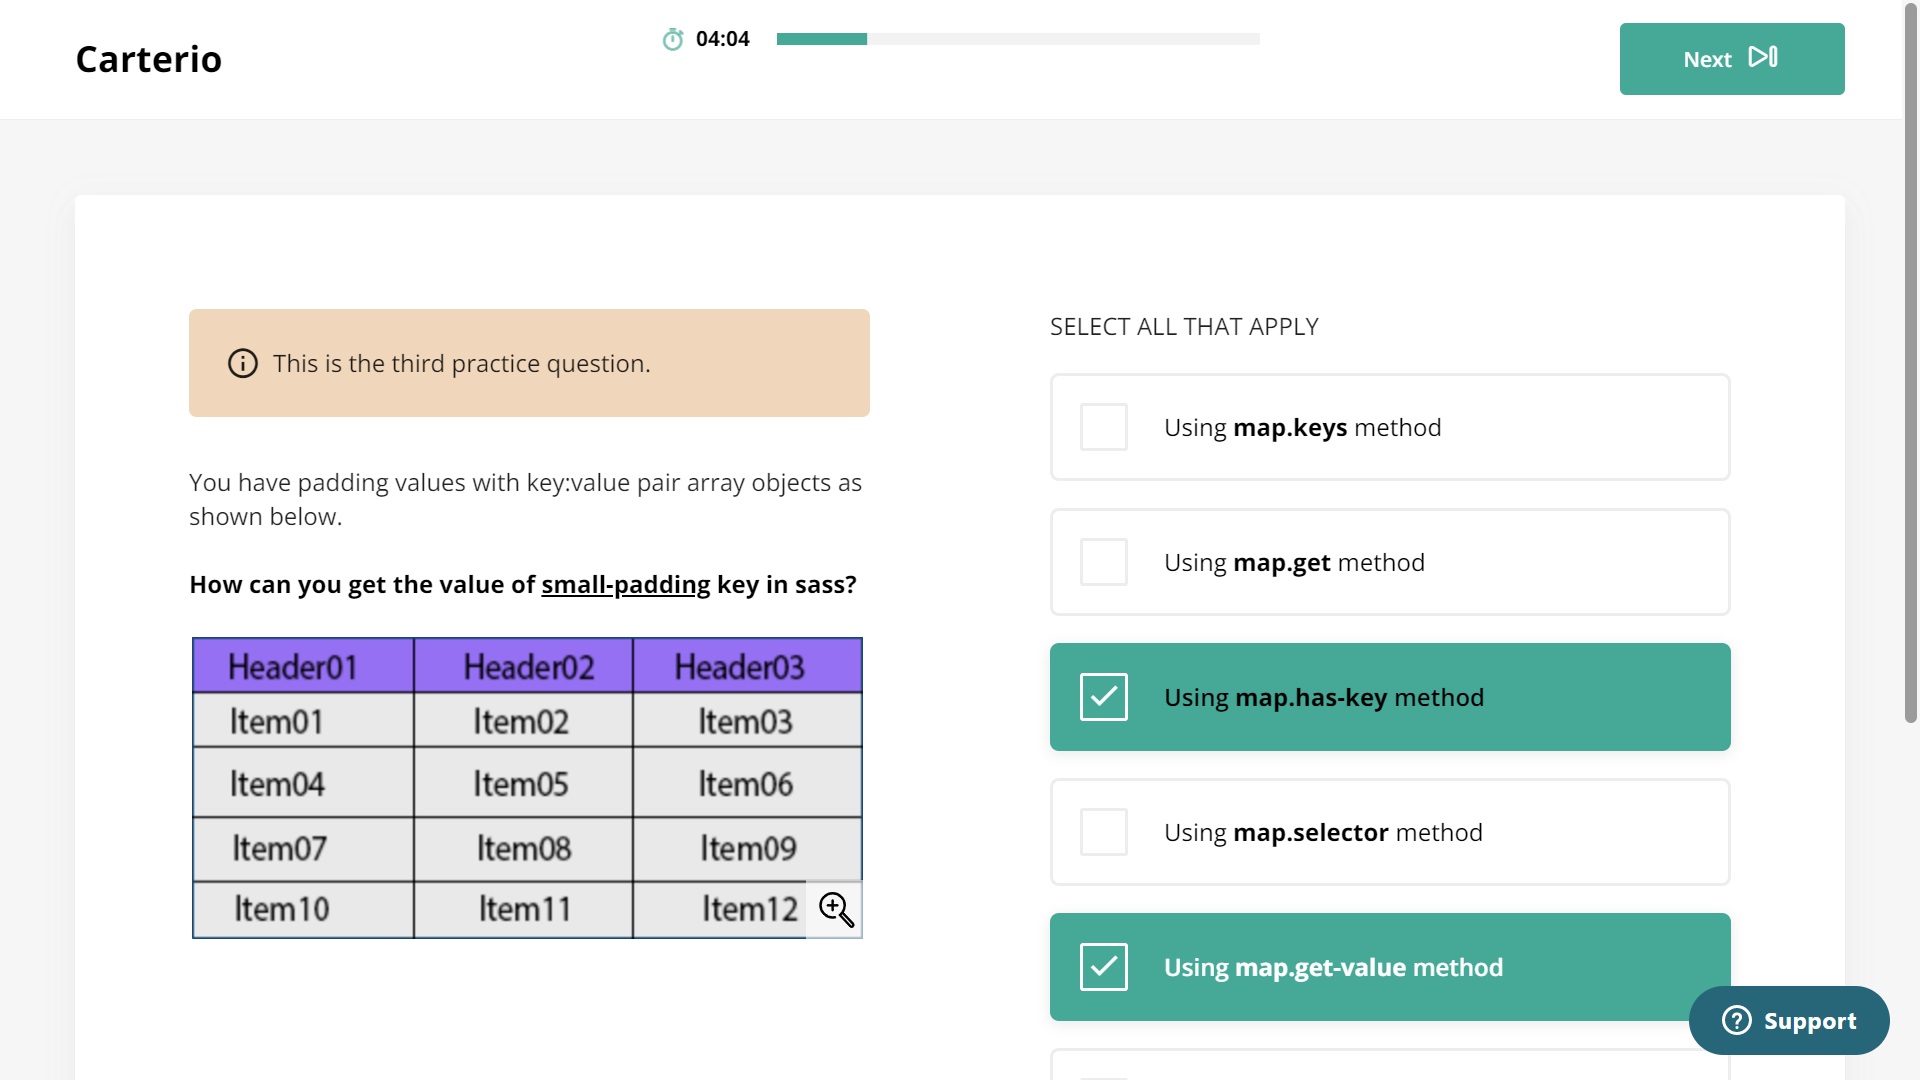 Carterio
04:04
Next
This is the third practice question.
You have padding values with key:value pair array objects as
shown below.
How can you get the value of small-padding key in sass?
Header01 Header02 Header03
Item01 Item02 Item03
Item04 Item05 Item06
Item07 Item08 Item09
Item10 Item11 Item12
SELECT ALL THAT APPLY
Using map.keys method
Using map.get method
Using map.has-key method
Using map.selector method
Using map.get-value method
Support